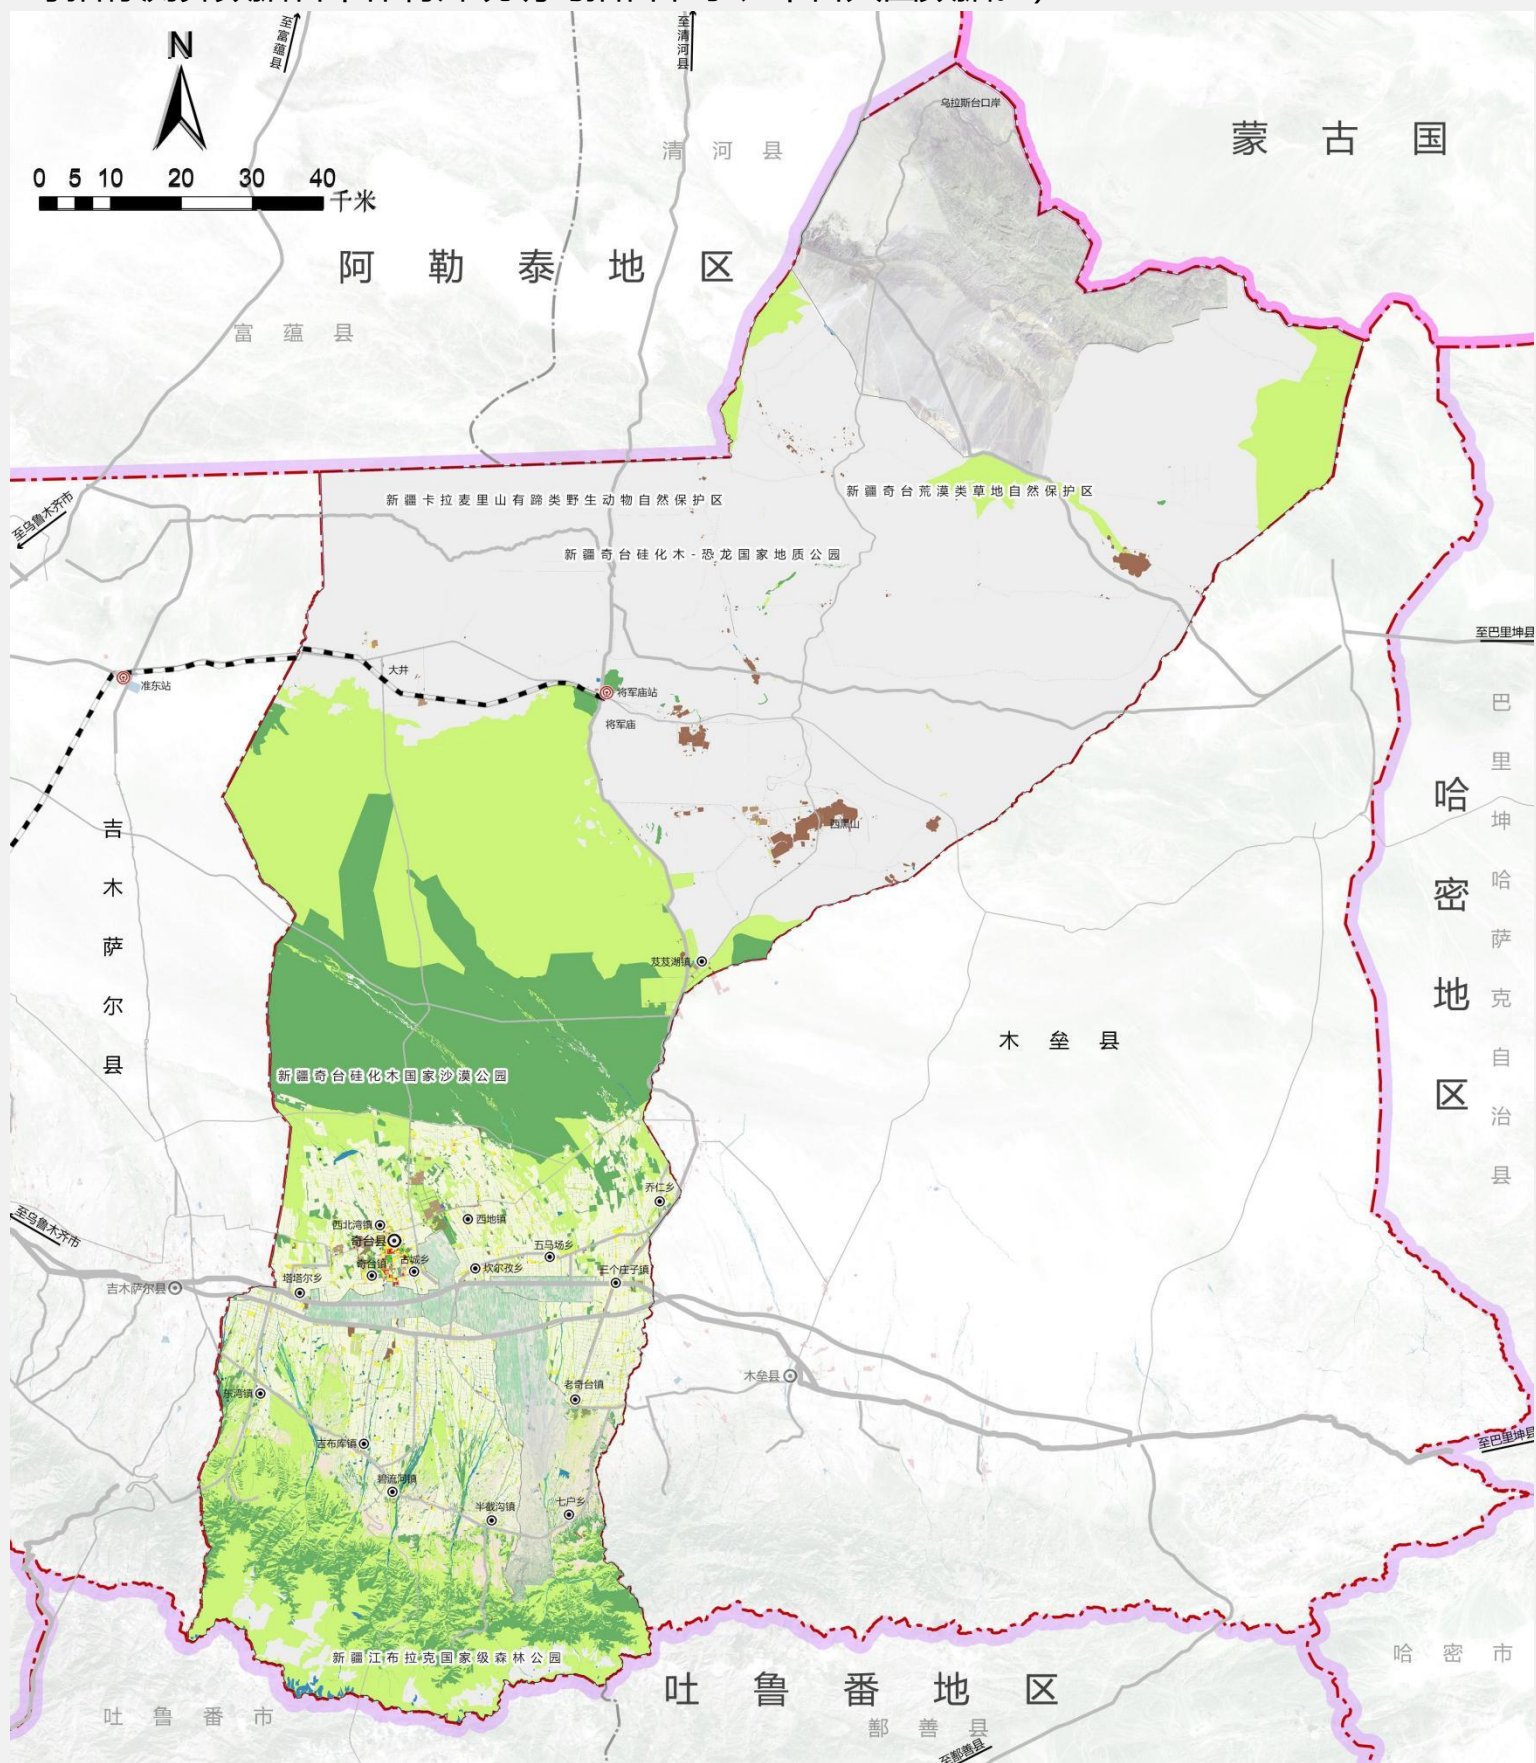 至富蕴县
至清河县
N
乌拉斯台口岸
蒙古国
清河县
0 5 10 20 30 40
千米
阿勒泰地区
富蕴县
新疆卡拉麦里山有蹄类野生动物自然保护区
新疆奇台荒漠类草地自然保护区
至乌鲁木齐市
新疆奇台硅化木-恐龙国家地质公园
至巴里坤县
大井
准东站
将军庙站
将军庙
巴里坤哈萨克自治县
哈密地区
吉木萨尔县
西黑山
芨芨湖镇
木垒县
新疆奇台硅化木国家沙漠公园
乔仁乡
至乌鲁木齐市
西北湾镇
西地镇
奇台县
五马场乡
古城乡
奇台镇
坎尔孜乡
三个庄子镇
塔塔尔乡
吉木萨尔县
木垒县
东湾镇
老奇台镇
吉布库镇
至巴里坤县
碧流河镇
半截沟镇
七户乡
新疆江布拉克国家级森林公园
哈密市
吐鲁番地区
吐鲁番市
鄯善县
至鄯善县